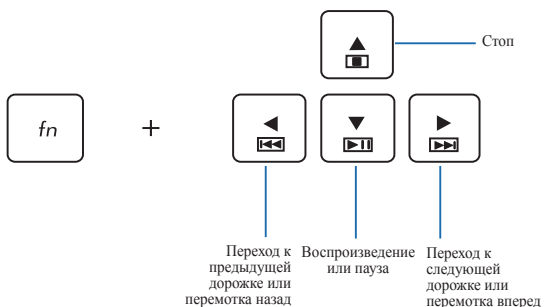 Стоп
fn
+
Переход к
предыдущей
дорожке или
перемотка назад
Воспроизведение
или пауза
Переход к
следующей
дорожке или
перемотка вперед